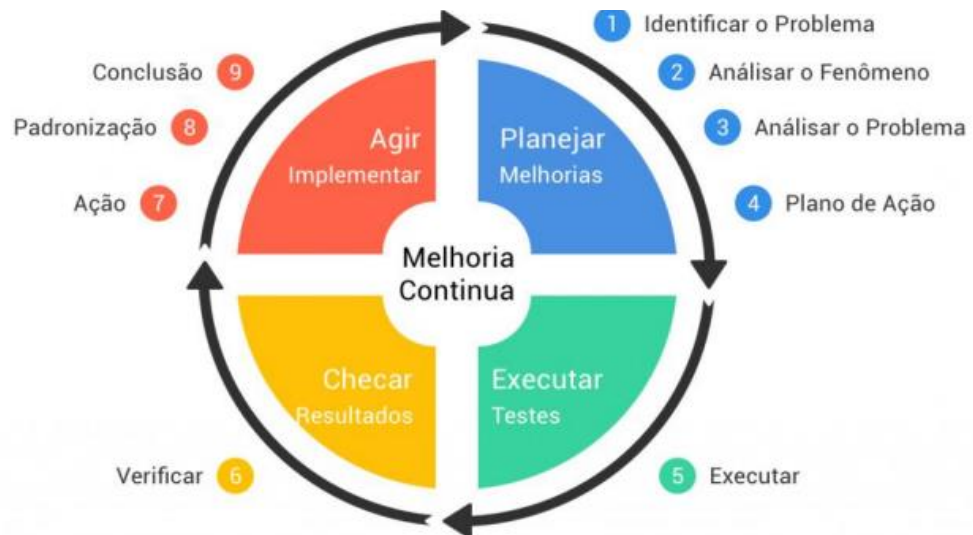 1 Identificar o Problema
2 Análisar o Fenômeno
3 Análisar o Problema
4 Plano de Ação
5 Executar
6 Verificar
7 Ação
8 Padronização
9 Conclusão
Agir
Implementar
Planejar
Melhorias
Melhoria
Continua
Checar
Resultados
Executar
Testes